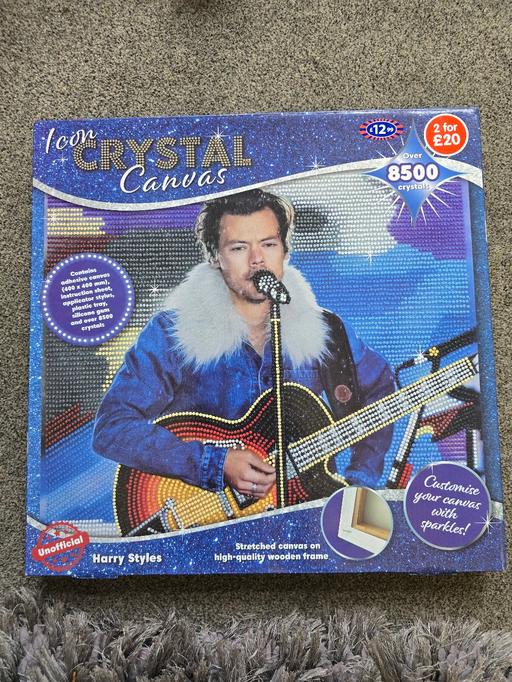 Icon
CRYSTAL
Canvas
£12.99
2 for
£20
Over
8500
crystals
Contains
adhesive canvas
(400 x 400 mm),
instruction sheet,
applicator stylus,
plastic tray,
silicone gum
and over 8500
crystals
Customise
your canvas
with
sparkles!
Unofficial
Harry Styles
Stretched canvas on
high-quality wooden frame